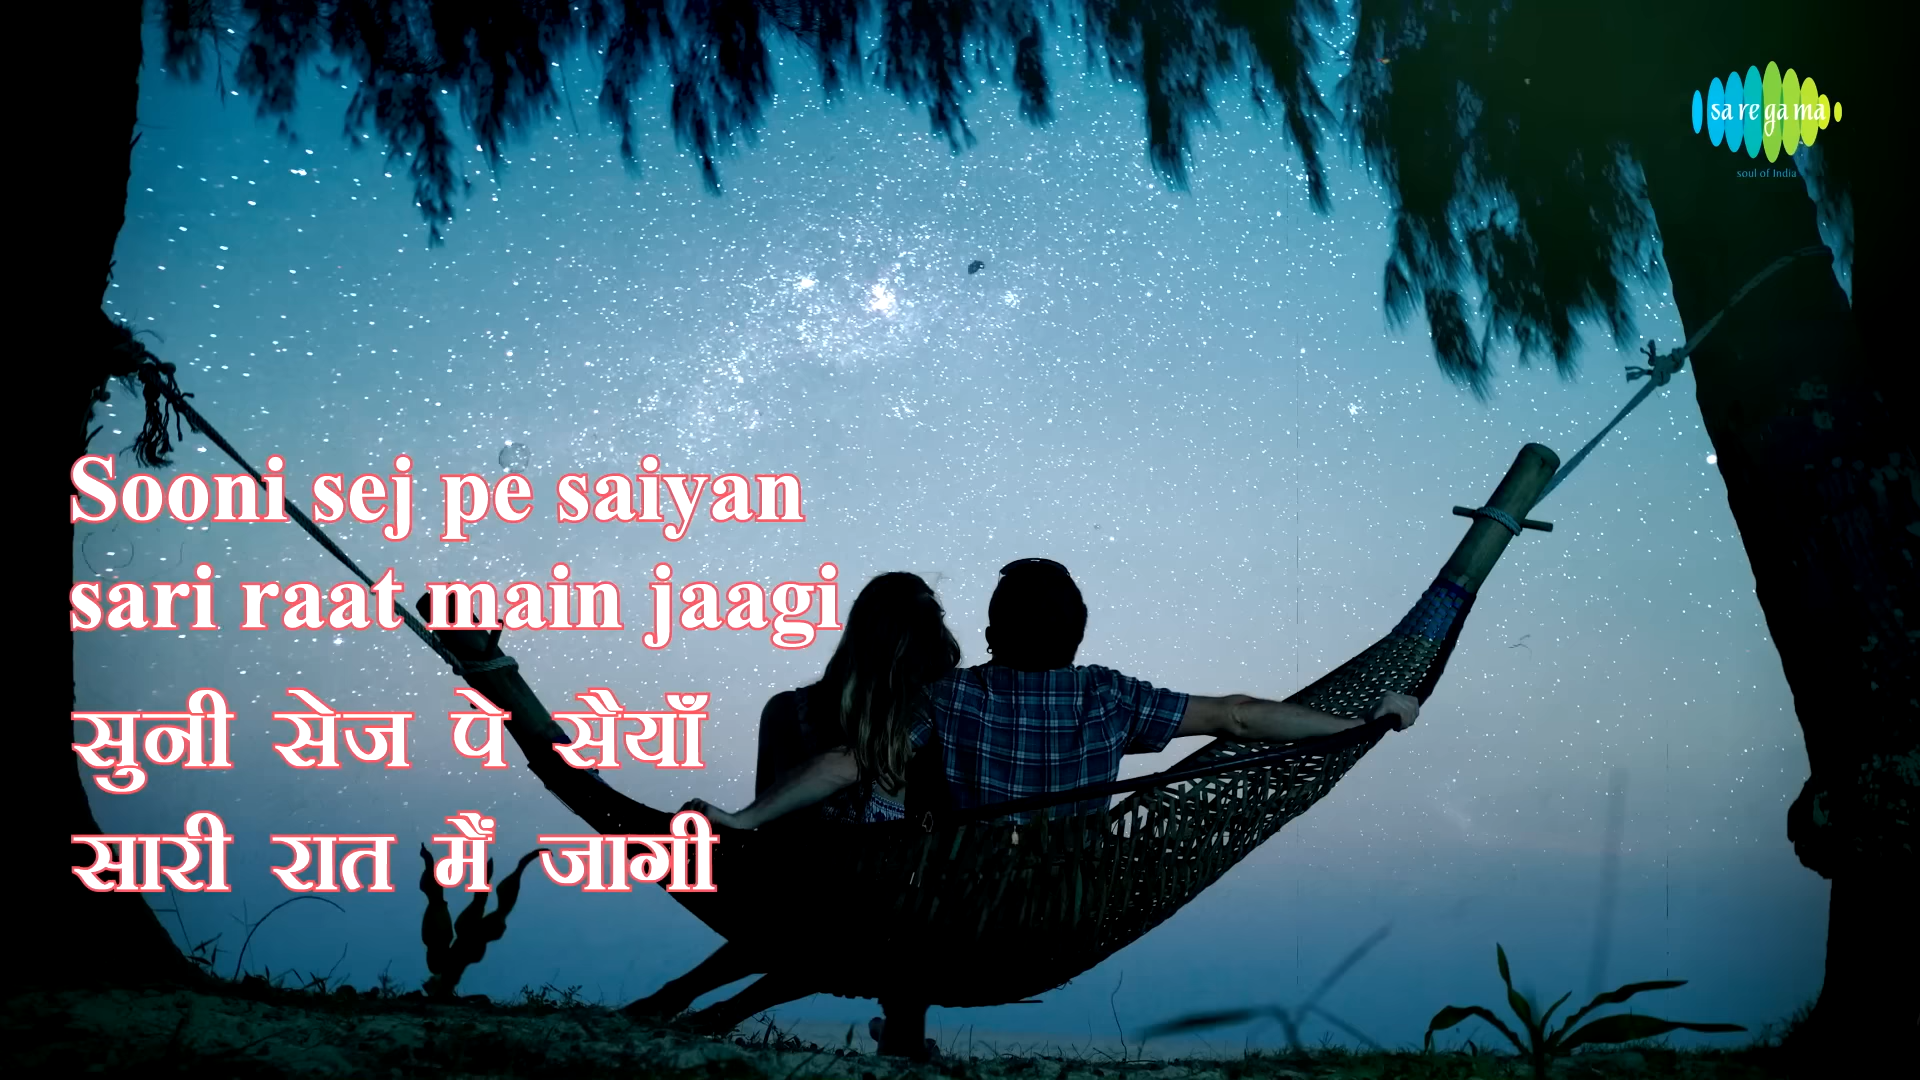 sa re ga ma
soul of India
Sooni sej pe saiyan
sari raat main jaagi
सुनी सेज पे सैयाँ
सारी रात मैं जागी